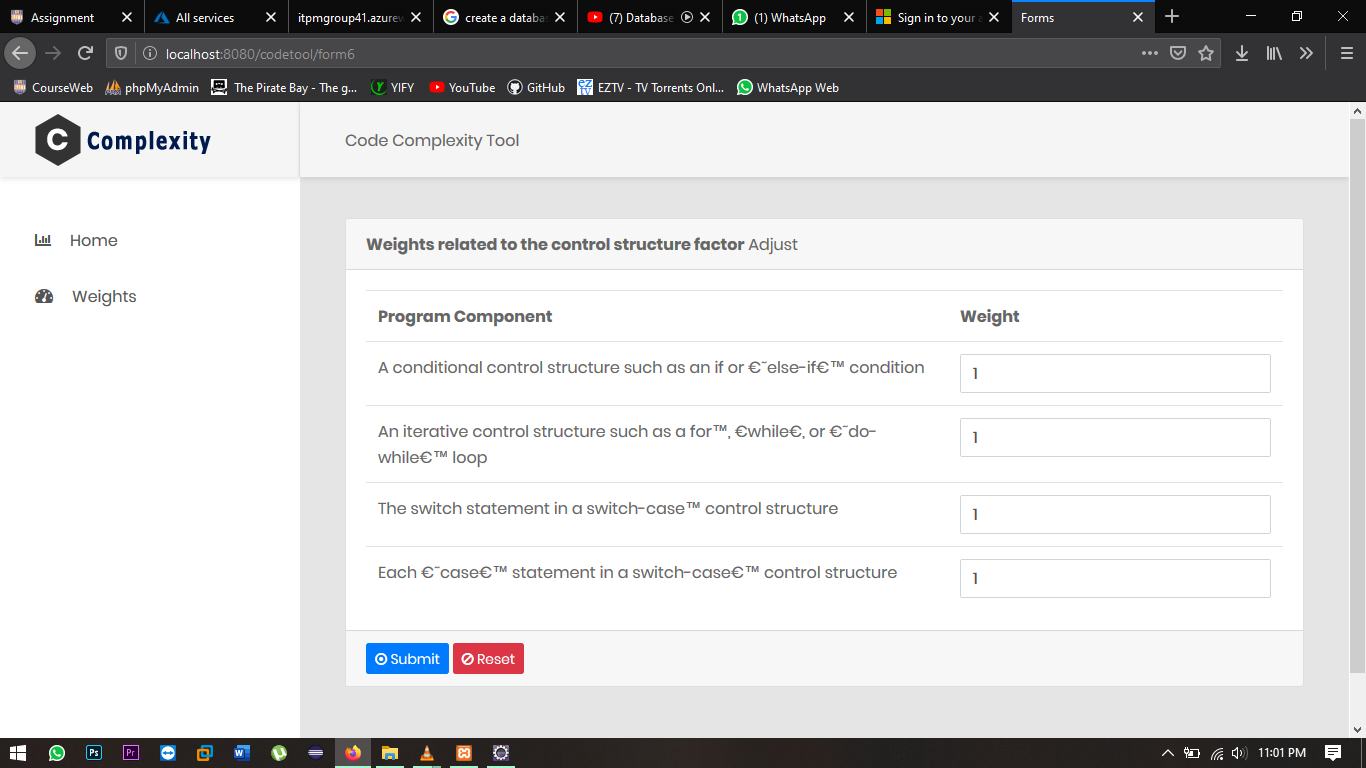 Assignment
All services
itpmgroup41.azurew
create a databas
(7) Database
(1) WhatsApp
Sign in to your a
Forms
localhost:8080/codetool/form6
CourseWeb
phpMyAdmin
The Pirate Bay - The g...
YIFY
YouTube
GitHub
EZTV - TV Torrents Onl...
WhatsApp Web
C Complexity
Code Complexity Tool
Home
Weights
Weights related to the control structure factor Adjust
Program Component Weight
A conditional control structure such as an if or €˜else-if€™ condition 1
An iterative control structure such as a for™, €while€, or €˜do-
while€™ loop 1
The switch statement in a switch-case™ control structure 1
Each €˜case€™ statement in a switch-case€™ control structure 1
Submit Reset
11:01 PM